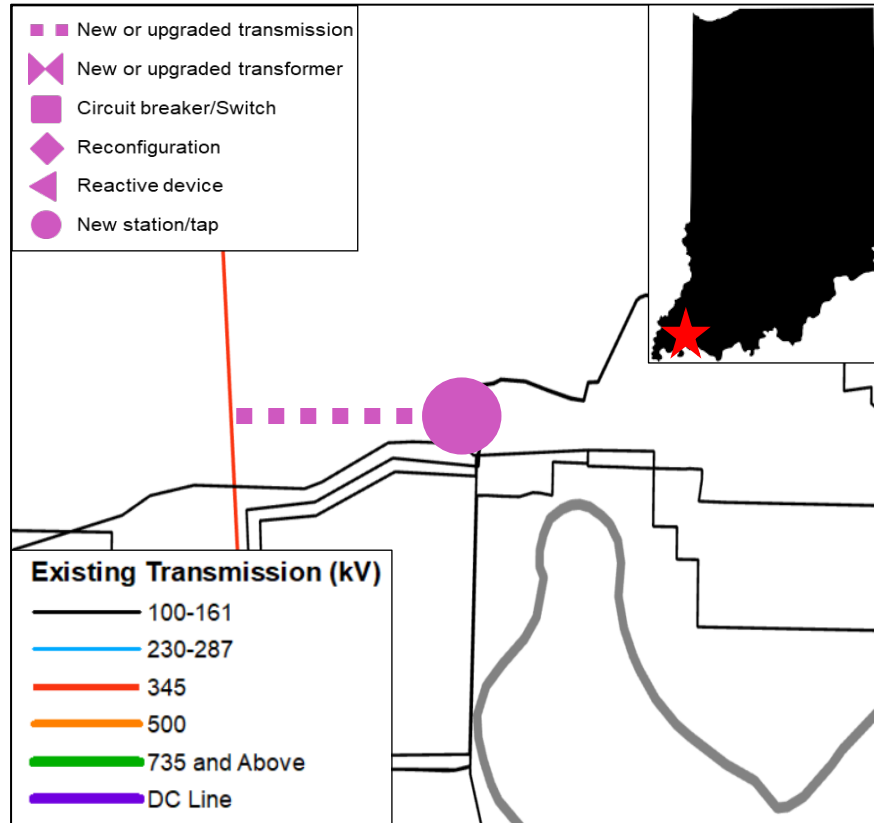 New or upgraded transmission
New or upgraded transformer
Circuit breaker/Switch
Reconfiguration
Reactive device
New station/tap
Existing Transmission (kV)
100-161
230-287
345
500
735 and Above
DC Line